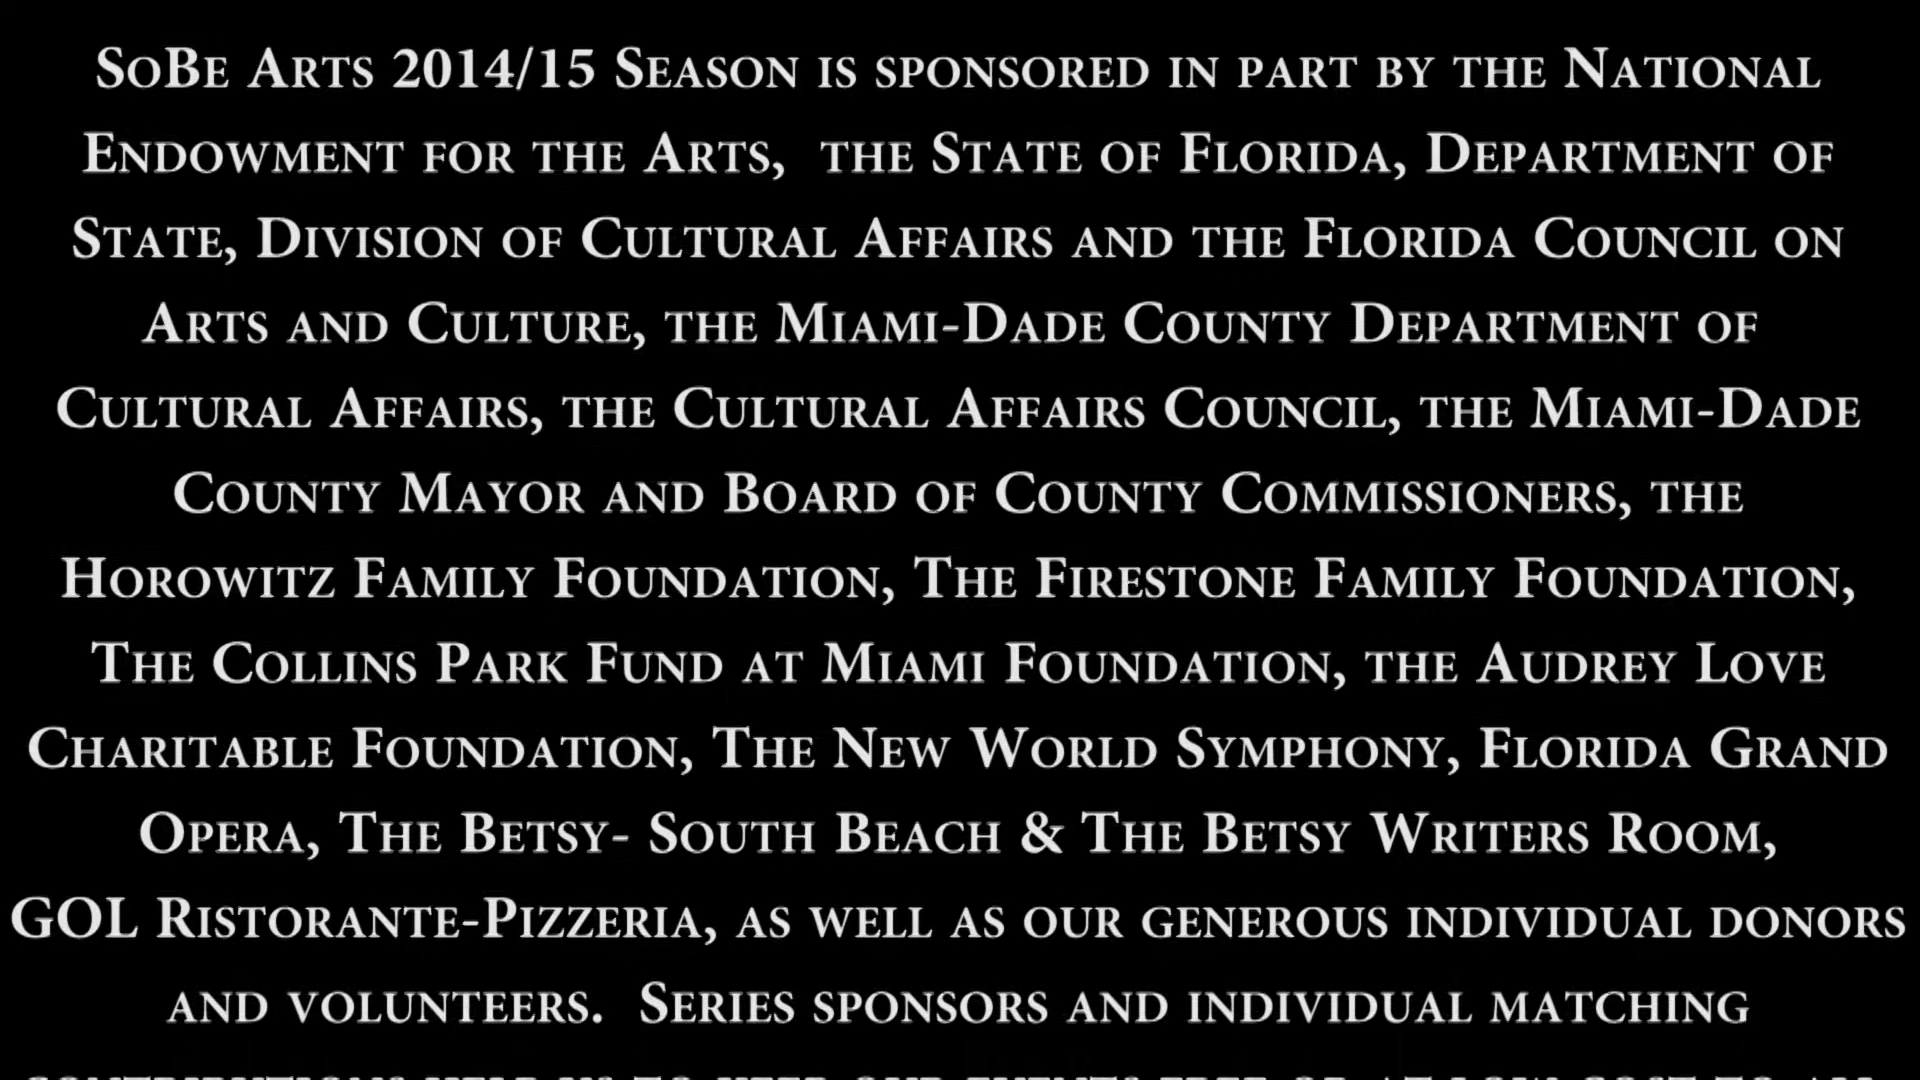 SoBe Arts 2014/15 Season is sponsored in part by the National
Endowment for the Arts, the State of Florida, Department of
State, Division of Cultural Affairs and the Florida Council on
Arts and Culture, the Miami-Dade County Department of
Cultural Affairs, the Cultural Affairs Council, the Miami-Dade
County Mayor and Board of County Commissioners, the
Horowitz Family Foundation, The Firestone Family Foundation,
The Collins Park Fund at Miami Foundation, the Audrey Love
Charitable Foundation, The New World Symphony, Florida Grand
Opera, The Betsy- South Beach & The Betsy Writers Room,
GOL Ristorante-Pizzeria, as well as our generous individual donors
and volunteers. Series sponsors and individual matching